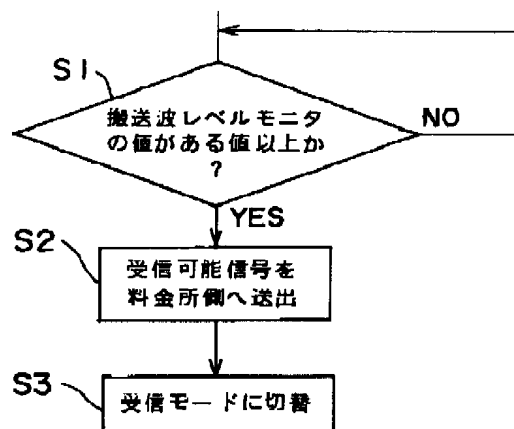 S1
搬送波レベルモニタ
の値がある値以上か
?
NO
YES
S2
受信可能信号を
料金所側へ送出
S3
受信モードに切替